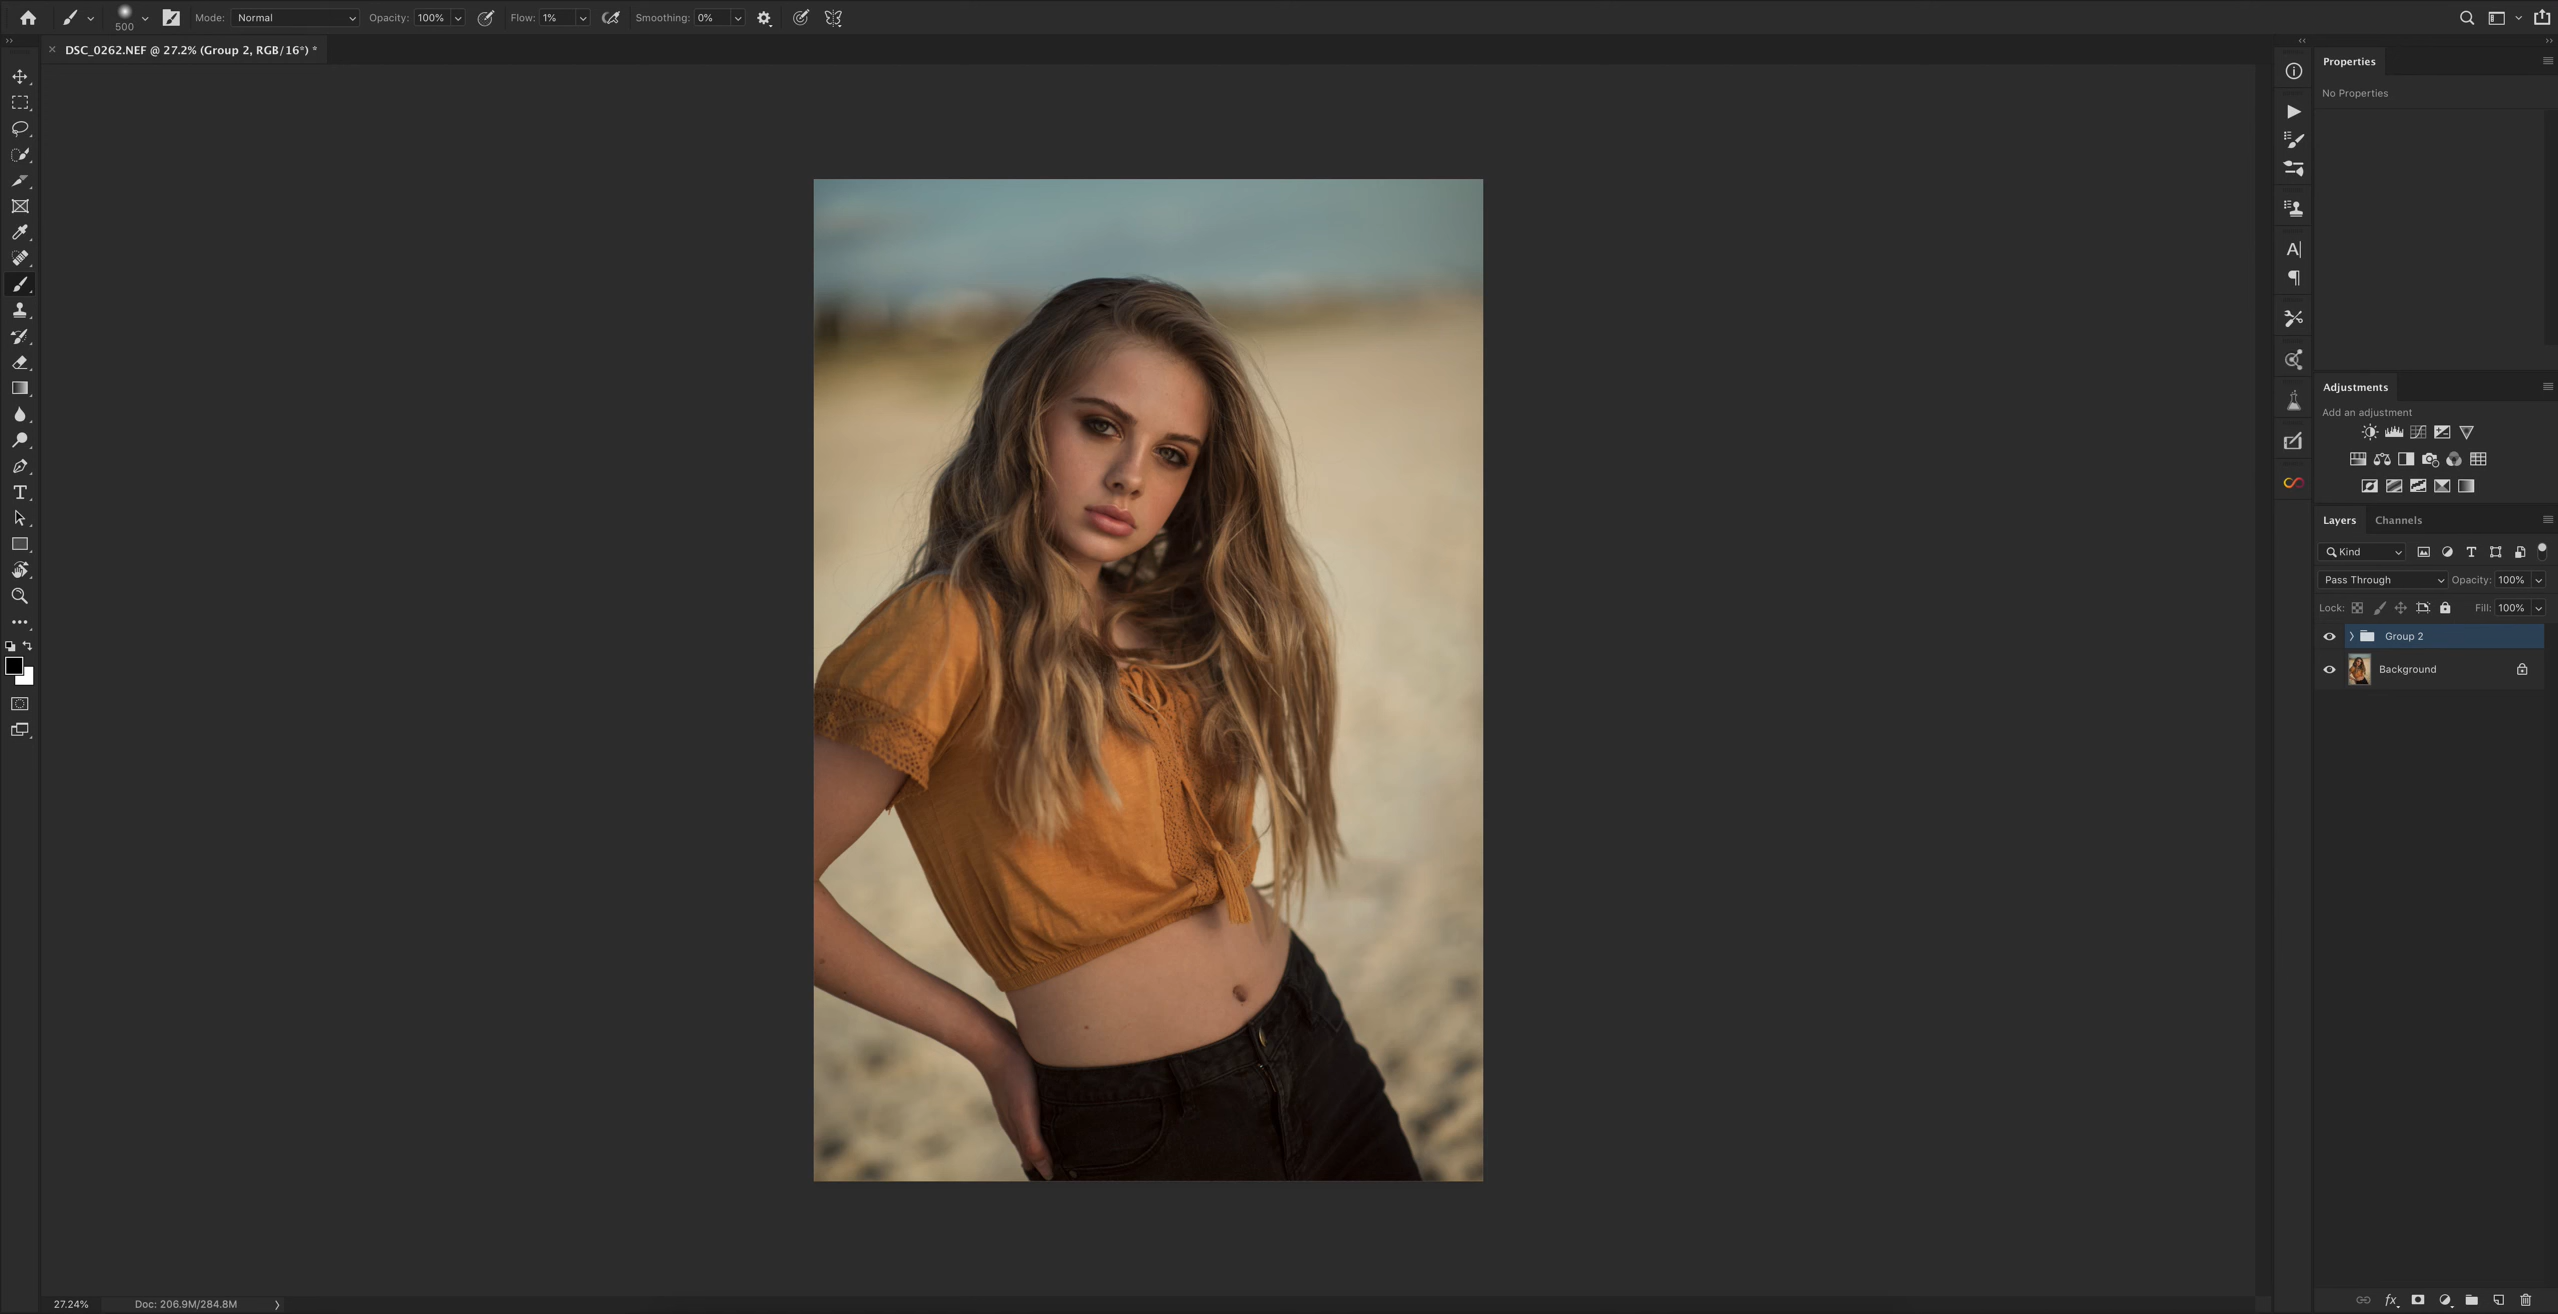 Mode: Normal Opacity: 100% Flow: 1% Smoothing: 0%
500
DSC_0262.NEF @ 27.2% (Group 2, RGB/16*) *
Properties
No Properties
Adjustments
Add an adjustment
Layers Channels
Kind
Pass Through Opacity: 100%
Lock: Fill: 100%
Group 2
Background
27.24% Doc: 206.9M/284.8M